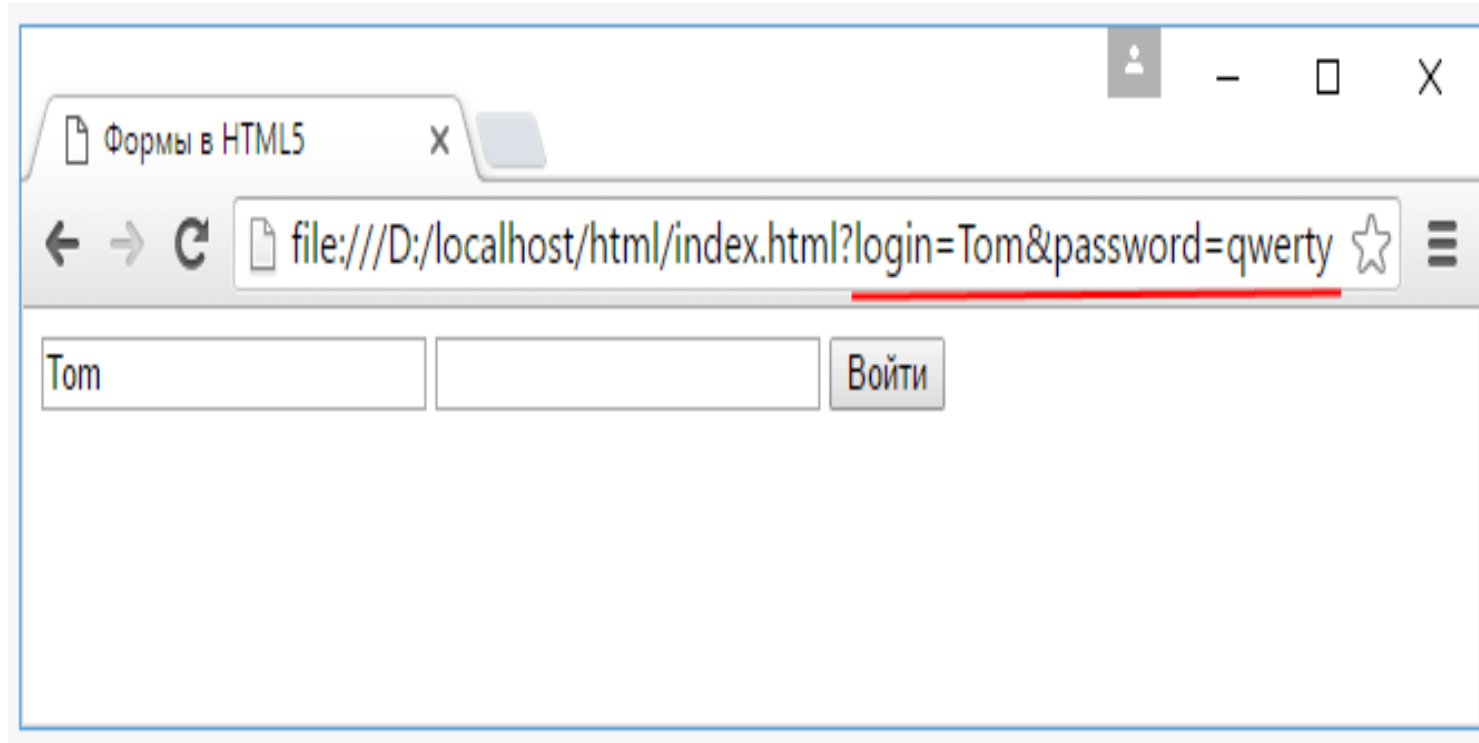 Формы в HTML5
file:///D:/localhost/html/index.html?login=Tom&password=qwerty
Tom
Войти